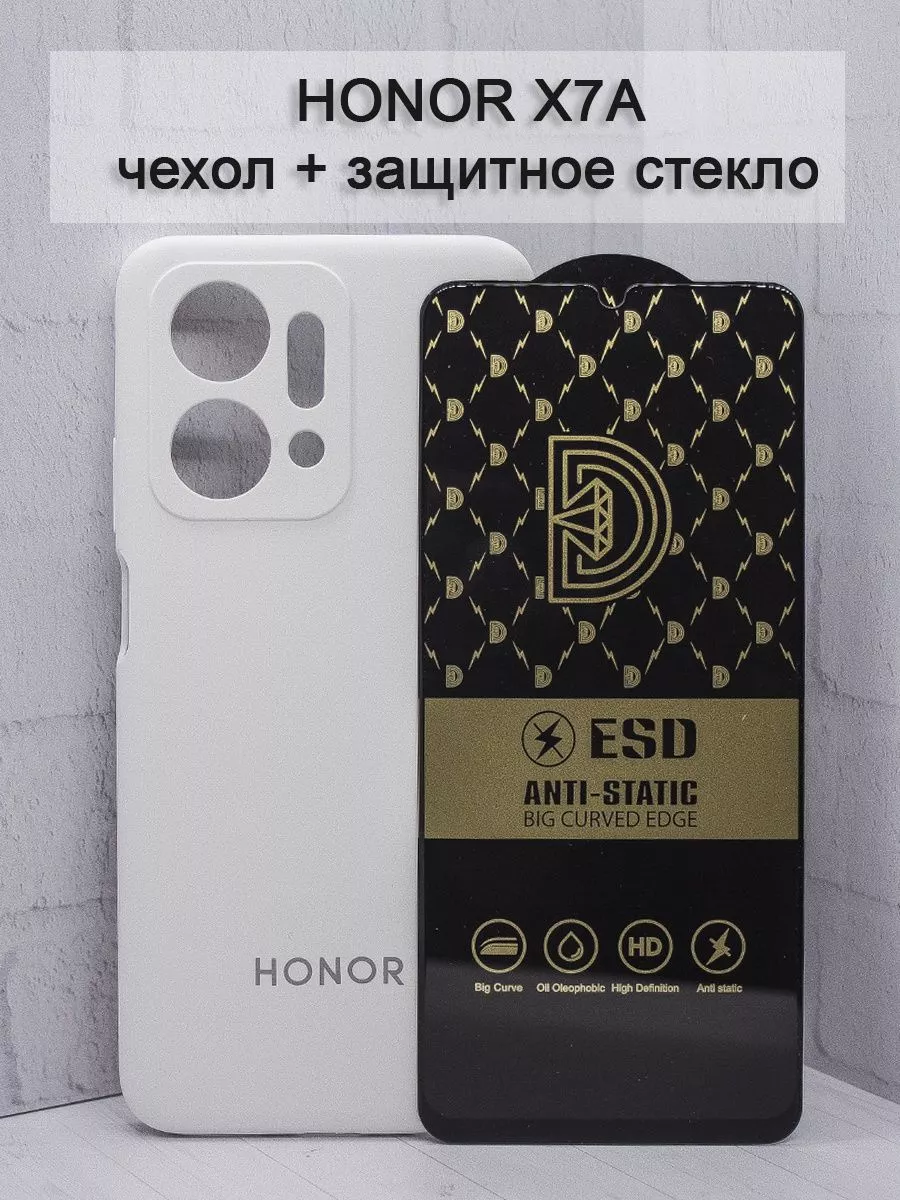 HONOR X7A
чехол + защитное стекло
HONOR
ESD
ANTI-STATIC
BIG CURVED EDGE
HD
Big Curve Oil Oleophobic High Definition Anti static